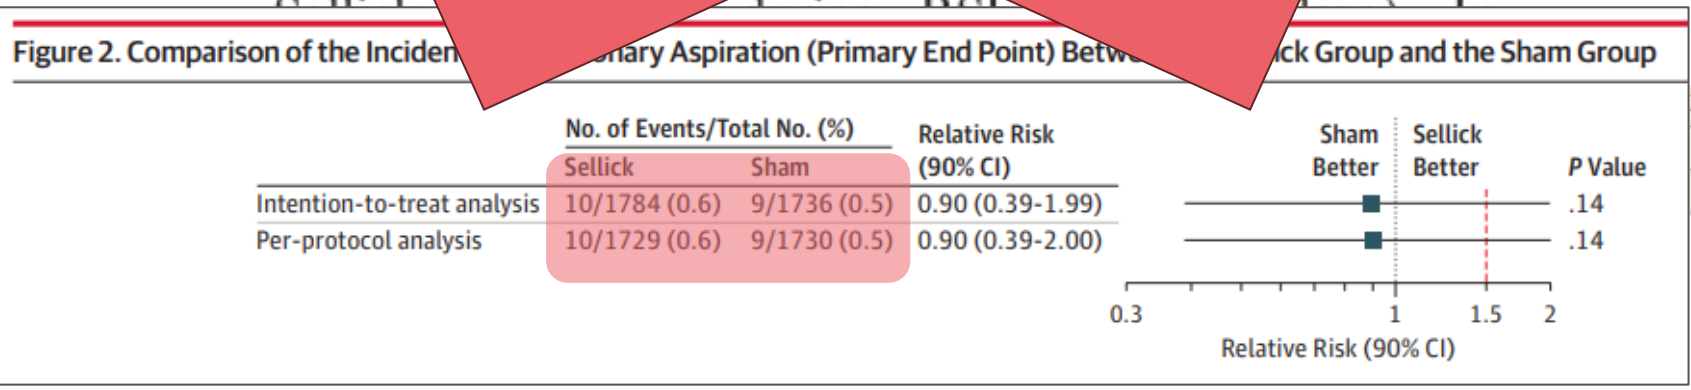 Figure 2. Comparison of the Inciden onary Aspiration (Primary End Point) Betwe ick Group and the Sham Group
No. of Events/Total No. (%) Relative Risk Sham Sellick
Sellick Sham (90% CI) Better Better P Value
Intention-to-treat analysis 10/1784 (0.6) 9/1736 (0.5) 0.90 (0.39-1.99) .14
Per-protocol analysis 10/1729 (0.6) 9/1730 (0.5) 0.90 (0.39-2.00) .14
0.3 1 1.5 2
Relative Risk (90% CI)